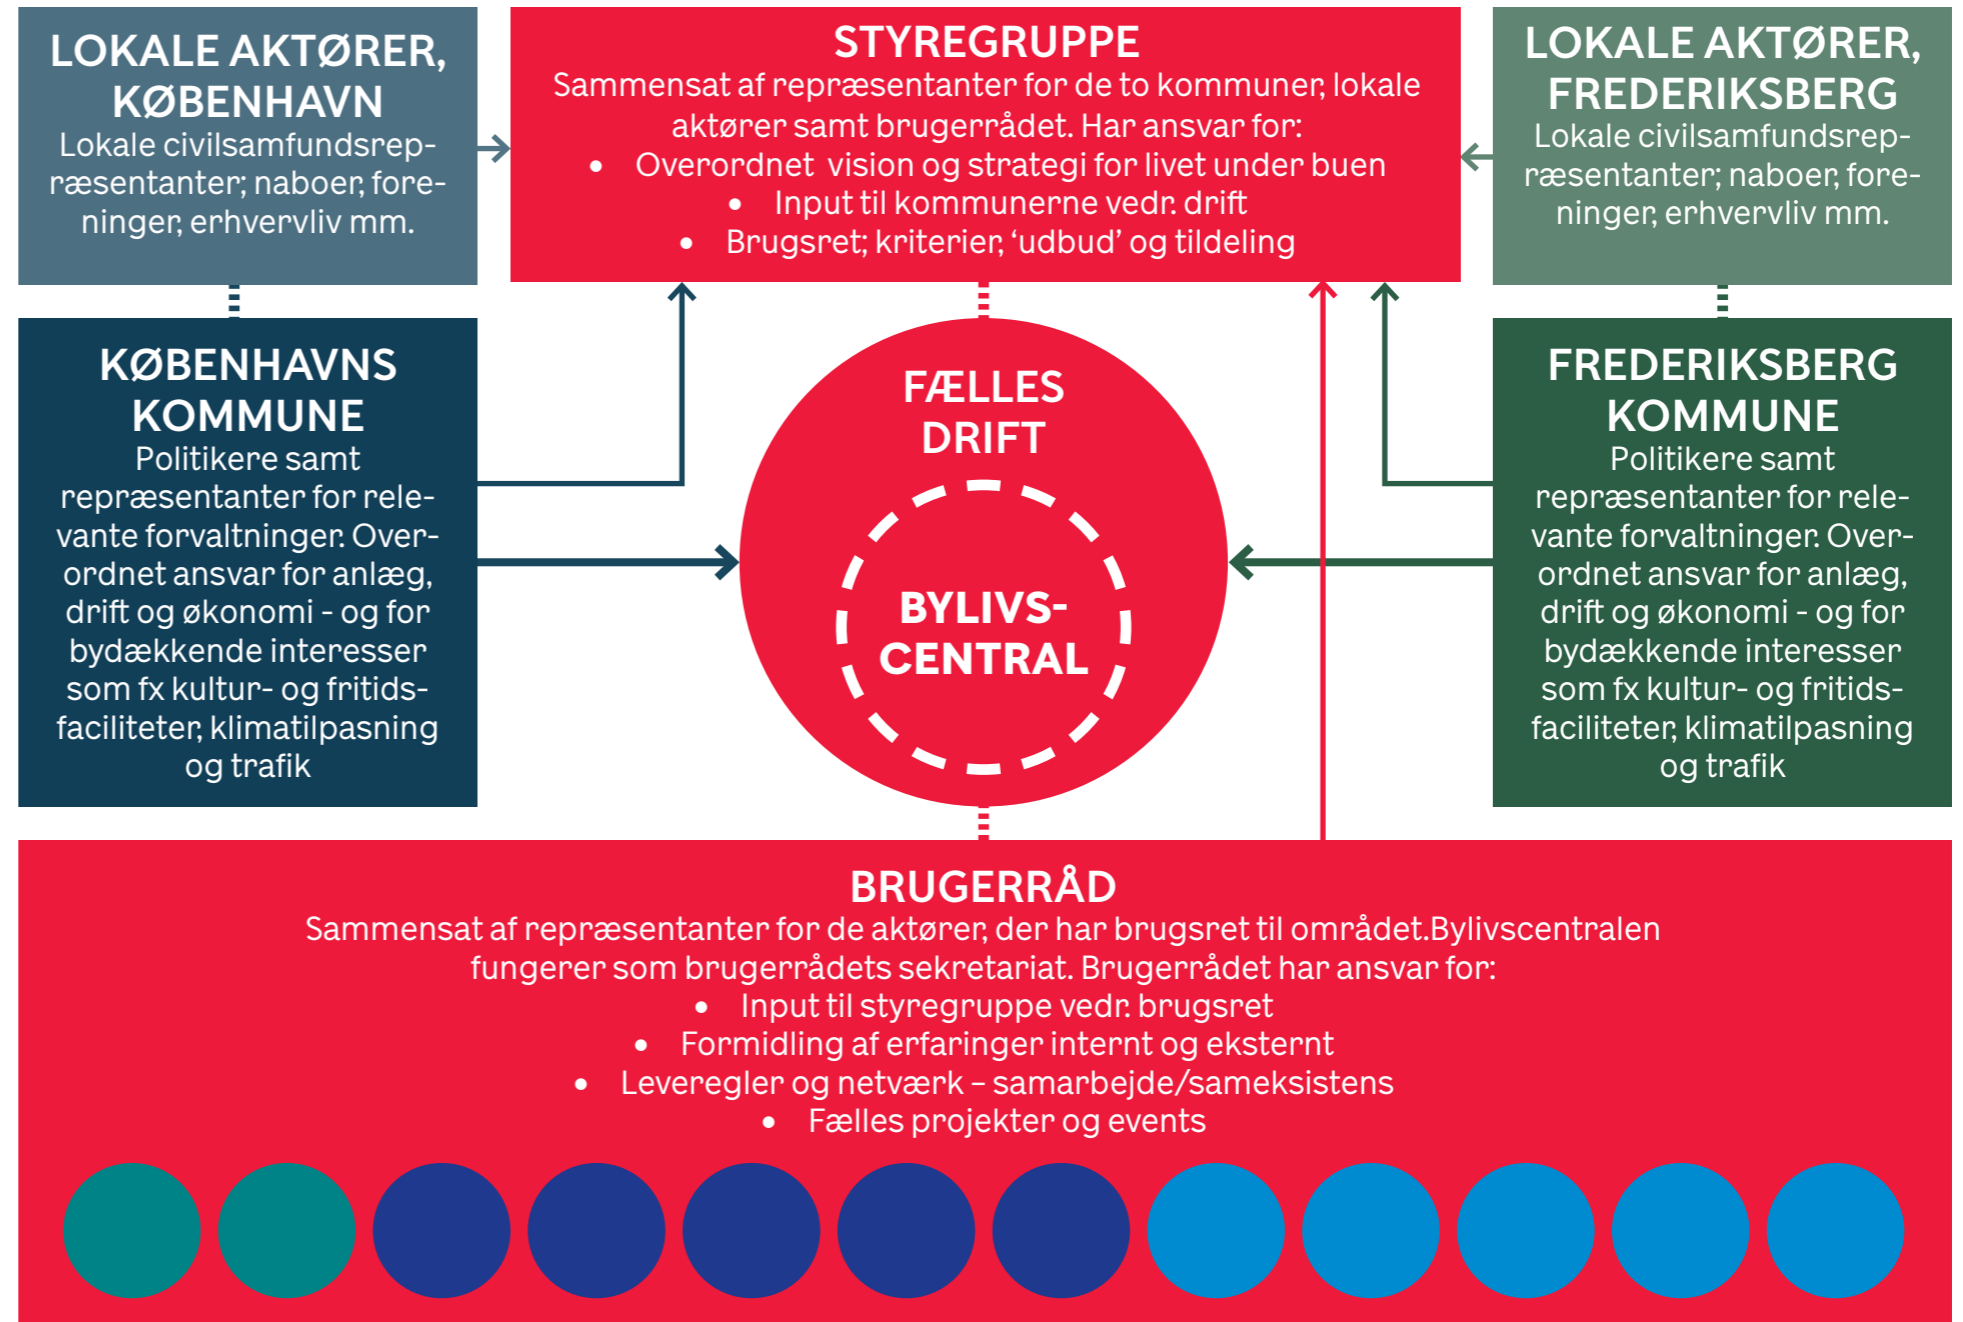 LOKALE AKTØRER,
KØBENHAVN
Lokale civilsamfundsrep-
ræsentanter; naboer, fore-
ninger, erhvervliv mm.
STYREGRUPPE
Sammensat af repræsentanter for de to kommuner, lokale
aktører samt brugerrådet. Har ansvar for:
• Overordnet vision og strategi for livet under buen
• Input til kommunerne vedr. drift
• Brugsret; kriterier, ‘udbud’ og tildeling
LOKALE AKTØRER,
FREDERIKSBERG
Lokale civilsamfundsrep-
ræsentanter; naboer, fore-
ninger, erhvervliv mm.
KØBENHAVNS
KOMMUNE
Politikere samt
repræsentanter for rele-
vante forvaltninger. Over-
ordnet ansvar for anlæg,
drift og økonomi - og for
bydækkende interesser
som fx kultur- og fritids-
faciliteter, klimatilpasning
og trafik
FÆLLES
DRIFT
BYLIVS-
CENTRAL
FREDERIKSBERG
KOMMUNE
Politikere samt
repræsentanter for rele-
vante forvaltninger. Over-
ordnet ansvar for anlæg,
drift og økonomi - og for
bydækkende interesser
som fx kultur- og fritids-
faciliteter, klimatilpasning
og trafik
BRUGERRÅD
Sammensat af repræsentanter for de aktører, der har brugsret til området.Bylivscentralen
fungerer som brugerrådets sekretariat. Brugerrådet har ansvar for:
• Input til styregruppe vedr. brugsret
• Formidling af erfaringer internt og eksternt
• Leveregler og netværk – samarbejde/sameksistens
• Fælles projekter og events